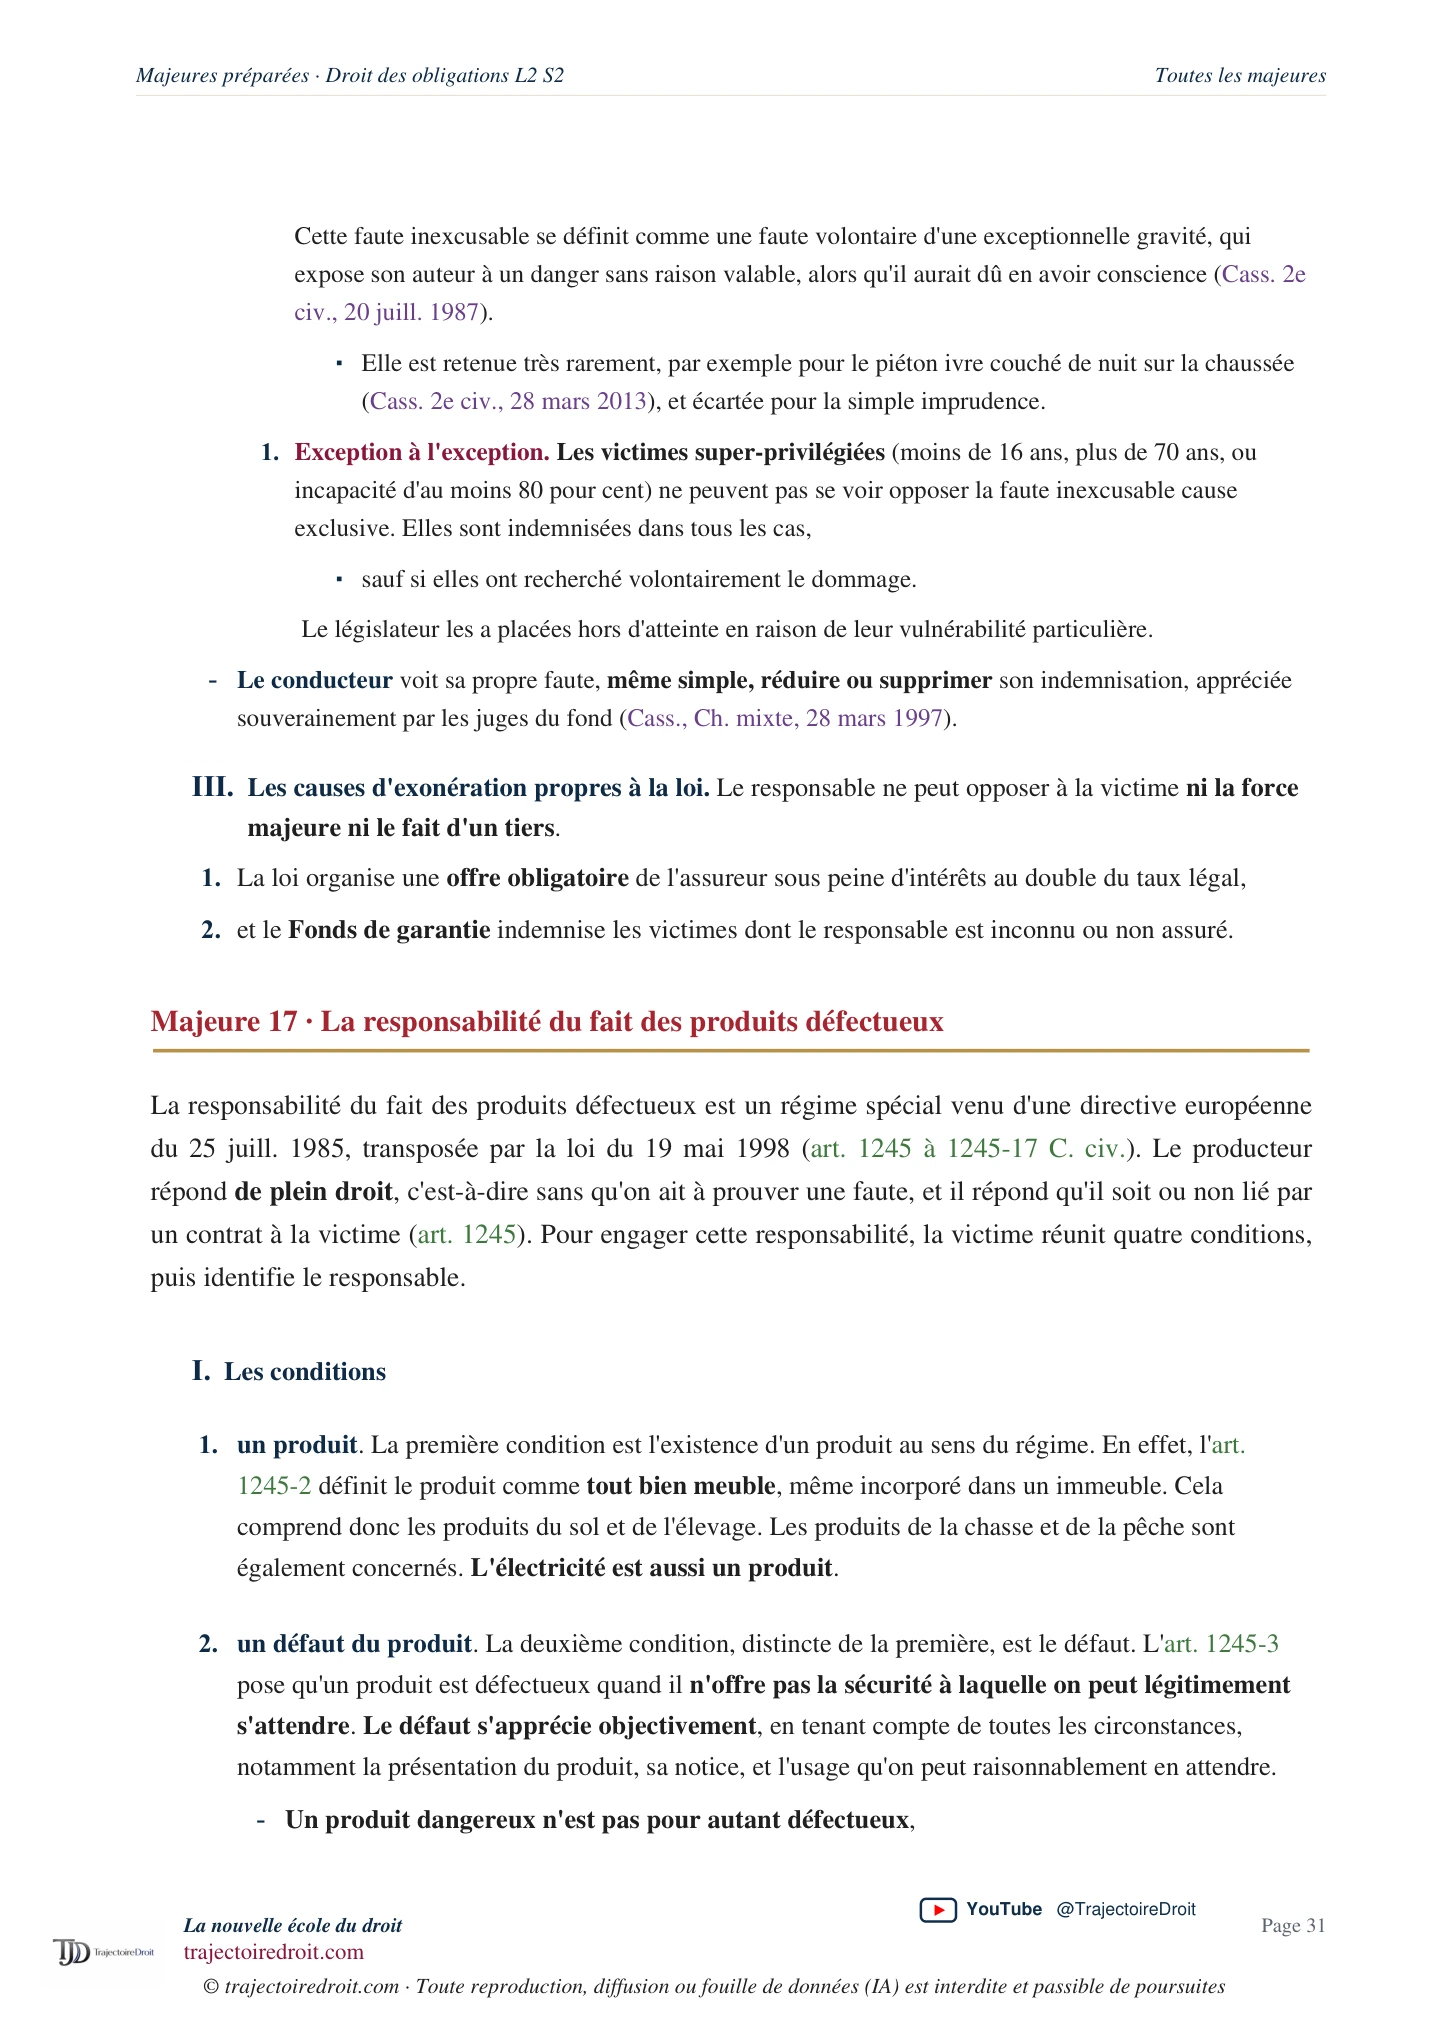 Majeures préparées · Droit des obligations L2 S2
Toutes les majeures
Cette faute inexcusable se définit comme une faute volontaire d'une exceptionnelle gravité, qui
expose son auteur à un danger sans raison valable, alors qu'il aurait dû en avoir conscience (Cass. 2e
civ., 20 juill. 1987).
▪ Elle est retenue très rarement, par exemple pour le piéton ivre couché de nuit sur la chaussée
(Cass. 2e civ., 28 mars 2013), et écartée pour la simple imprudence.
1. Exception à l'exception. Les victimes super-privilégiées (moins de 16 ans, plus de 70 ans, ou
incapacité d'au moins 80 pour cent) ne peuvent pas se voir opposer la faute inexcusable cause
exclusive. Elles sont indemnisées dans tous les cas,
▪ sauf si elles ont recherché volontairement le dommage.
Le législateur les a placées hors d'atteinte en raison de leur vulnérabilité particulière.
- Le conducteur voit sa propre faute, même simple, réduire ou supprimer son indemnisation, appréciée
souverainement par les juges du fond (Cass., Ch. mixte, 28 mars 1997).
III. Les causes d'exonération propres à la loi. Le responsable ne peut opposer à la victime ni la force
majeure ni le fait d'un tiers.
1. La loi organise une offre obligatoire de l'assureur sous peine d'intérêts au double du taux légal,
2. et le Fonds de garantie indemnise les victimes dont le responsable est inconnu ou non assuré.
Majeure 17 · La responsabilité du fait des produits défectueux
La responsabilité du fait des produits défectueux est un régime spécial venu d'une directive européenne
du 25 juill. 1985, transposée par la loi du 19 mai 1998 (art. 1245 à 1245-17 C. civ.). Le producteur
répond de plein droit, c'est-à-dire sans qu'on ait à prouver une faute, et il répond qu'il soit ou non lié par
un contrat à la victime (art. 1245). Pour engager cette responsabilité, la victime réunit quatre conditions,
puis identifie le responsable.
I. Les conditions
1. un produit. La première condition est l'existence d'un produit au sens du régime. En effet, l'art.
1245-2 définit le produit comme tout bien meuble, même incorporé dans un immeuble. Cela
comprend donc les produits du sol et de l'élevage. Les produits de la chasse et de la pêche sont
également concernés. L'électricité est aussi un produit.
2. un défaut du produit. La deuxième condition, distincte de la première, est le défaut. L'art. 1245-3
pose qu'un produit est défectueux quand il n'offre pas la sécurité à laquelle on peut légitimement
s'attendre. Le défaut s'apprécie objectivement, en tenant compte de toutes les circonstances,
notamment la présentation du produit, sa notice, et l'usage qu'on peut raisonnablement en attendre.
- Un produit dangereux n'est pas pour autant défectueux,
YouTube @TrajectoireDroit
La nouvelle école du droit
Page 31
TJD TrajectoireDroit
trajectoiredroit.com
© trajectoiredroit.com · Toute reproduction, diffusion ou fouille de données (IA) est interdite et passible de poursuites